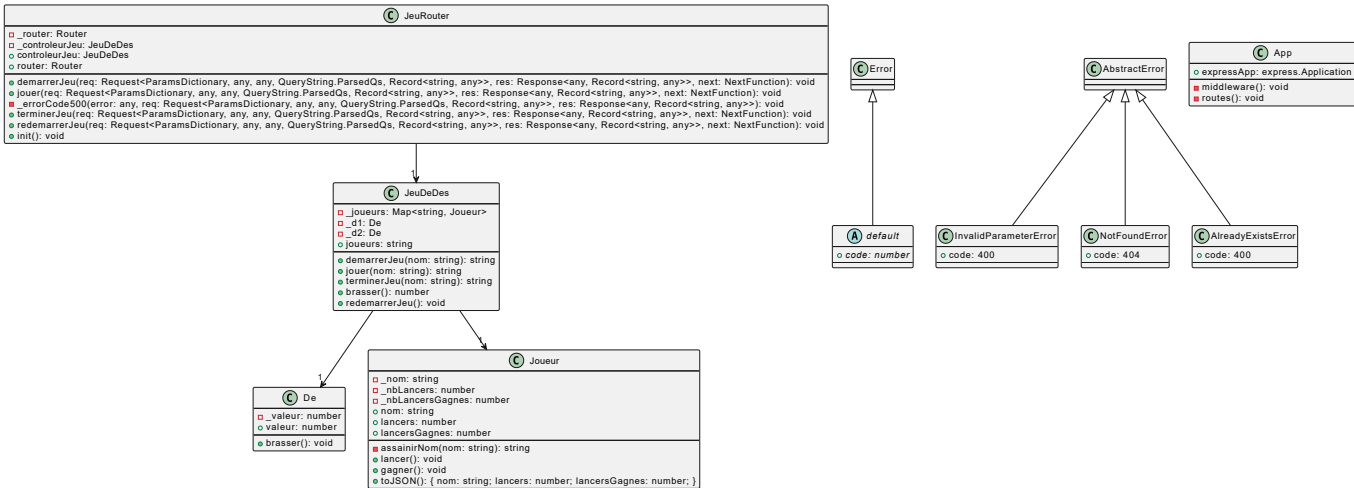 C JeuRouter
_router: Router
_controleurJeu: JeuDeDes
controleurJeu: JeuDeDes
router: Router
demarrerJeu(req: Request<ParamsDictionary, any, any, QueryString.ParsedQs, Record<string, any>>, res: Response<any, Record<string, any>>, next: NextFunction): void
jouer(req: Request<ParamsDictionary, any, any, QueryString.ParsedQs, Record<string, any>>, res: Response<any, Record<string, any>>, next: NextFunction): void
_errorCode500(error: any, req: Request<ParamsDictionary, any, any, QueryString.ParsedQs, Record<string, any>>, res: Response<any, Record<string, any>>): void
terminerJeu(req: Request<ParamsDictionary, any, any, QueryString.ParsedQs, Record<string, any>>, res: Response<any, Record<string, any>>, next: NextFunction): void
redemarrerJeu(req: Request<ParamsDictionary, any, any, QueryString.ParsedQs, Record<string, any>>, res: Response<any, Record<string, any>>, next: NextFunction): void
init(): void
C Error
C AbstractError
C App
expressApp: express.Application
middleware(): void
routes(): void
1
C JeuDeDes
_joueurs: Map<string, Joueur>
_d1: De
_d2: De
joueurs: string
demarrerJeu(nom: string): string
jouer(nom: string): string
terminerJeu(nom: string): string
brasser(): number
redemarrerJeu(): void
A default
code: number
C InvalidParameterError
code: 400
C NotFoundError
code: 404
C AlreadyExistsError
code: 400
1
1
C De
_valeur: number
valeur: number
brasser(): void
C Joueur
_nom: string
_nbLancers: number
_nbLancersGagnes: number
nom: string
lancers: number
lancersGagnes: number
assainirNom(nom: string): string
lancer(): void
gagner(): void
toJSON(): { nom: string; lancers: number; lancersGagnes: number; }